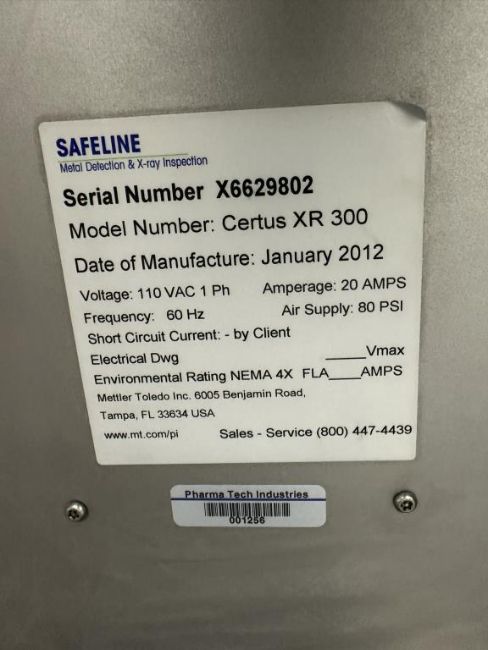 SAFELINE
Metal Detection & X-ray Inspection
Serial Number X6629802
Model Number: Certus XR 300
Date of Manufacture: January 2012
Voltage: 110 VAC 1 Ph Amperage: 20 AMPS
Frequency: 60 Hz Air Supply: 80 PSI
Short Circuit Current: - by Client
Electrical Dwg _____Vmax
Environmental Rating NEMA 4X FLA____AMPS
Mettler Toledo Inc. 6005 Benjamin Road,
Tampa, FL 33634 USA
www.mt.com/pi Sales - Service (800) 447-4439
Pharma Tech Industries
001256